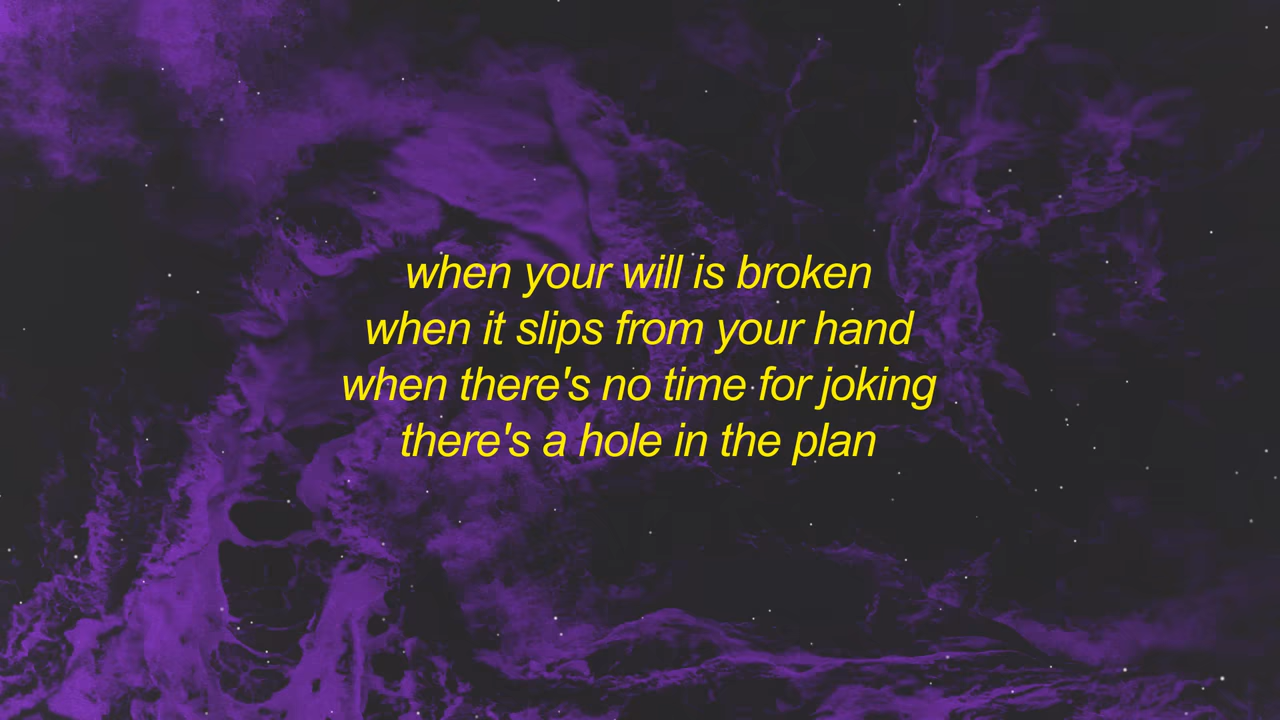 when your will is broken
when it slips from your hand
when there's no time for joking
there's a hole in the plan